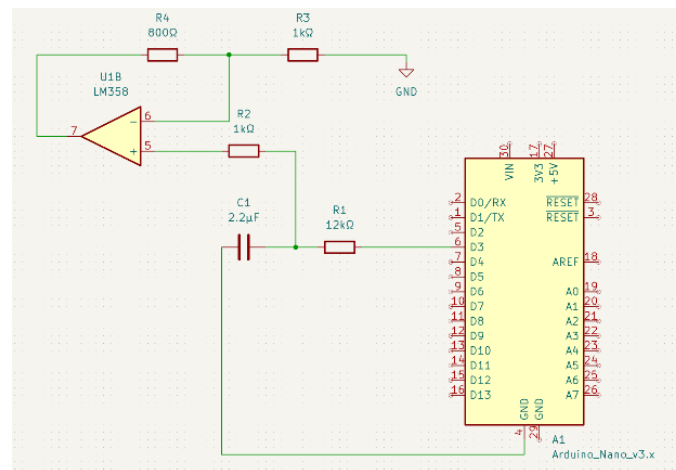 R4
800Ω
R3
1kΩ
GND
U1B
LM358
7
6
−
5
+
R2
1kΩ
C1
2.2μF
R1
12kΩ
30
VIN
17
3V3
27
+5V
2 D0/RX
RESET 28
1 D1/TX
RESET 3
5 D2
6 D3
7 D4
AREF 18
8 D5
9 D6
A0 19
10 D7
A1 20
11 D8
A2 21
12 D9
A3 22
13 D10
A4 23
14 D11
A5 24
15 D12
A6 25
16 D13
A7 26
GND
GND
4
29
A1
Arduino_Nano_v3.x